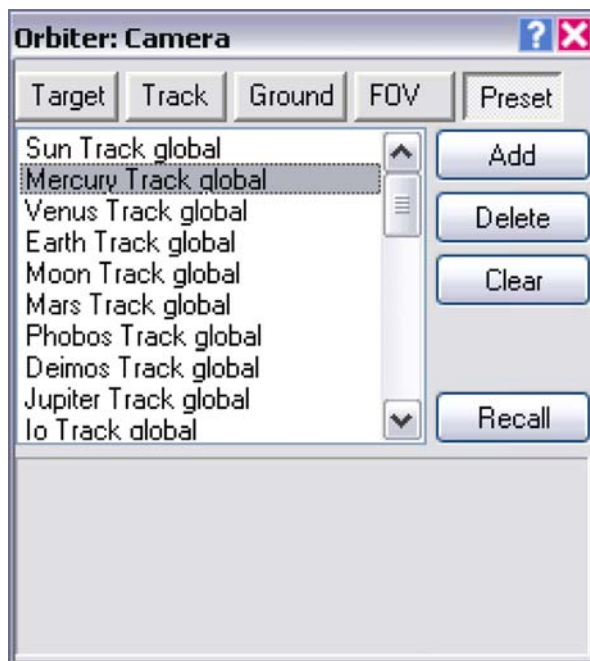 Orbiter: Camera
Target Track Ground FOV Preset
Sun Track global
Mercury Track global
Venus Track global
Earth Track global
Moon Track global
Mars Track global
Phobos Track global
Deimos Track global
Jupiter Track global
Io Track global
Add
Delete
Clear
Recall